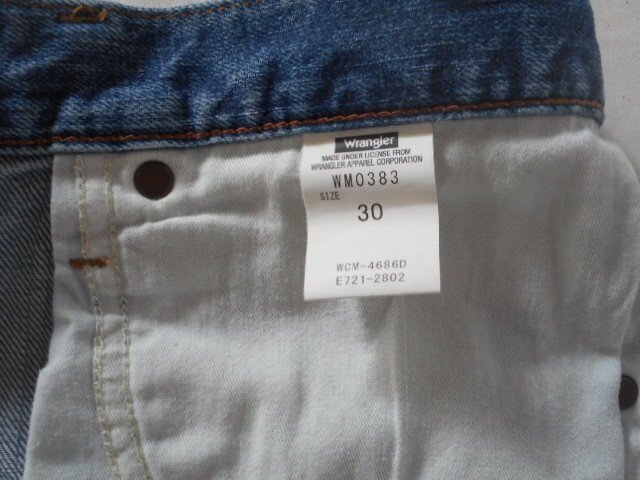 Wrangler
MADE UNDER LICENSE FROM
WRANGLER APPAREL CORPORATION
WM0383
SIZE
30
WCM-4686D
E721-2802